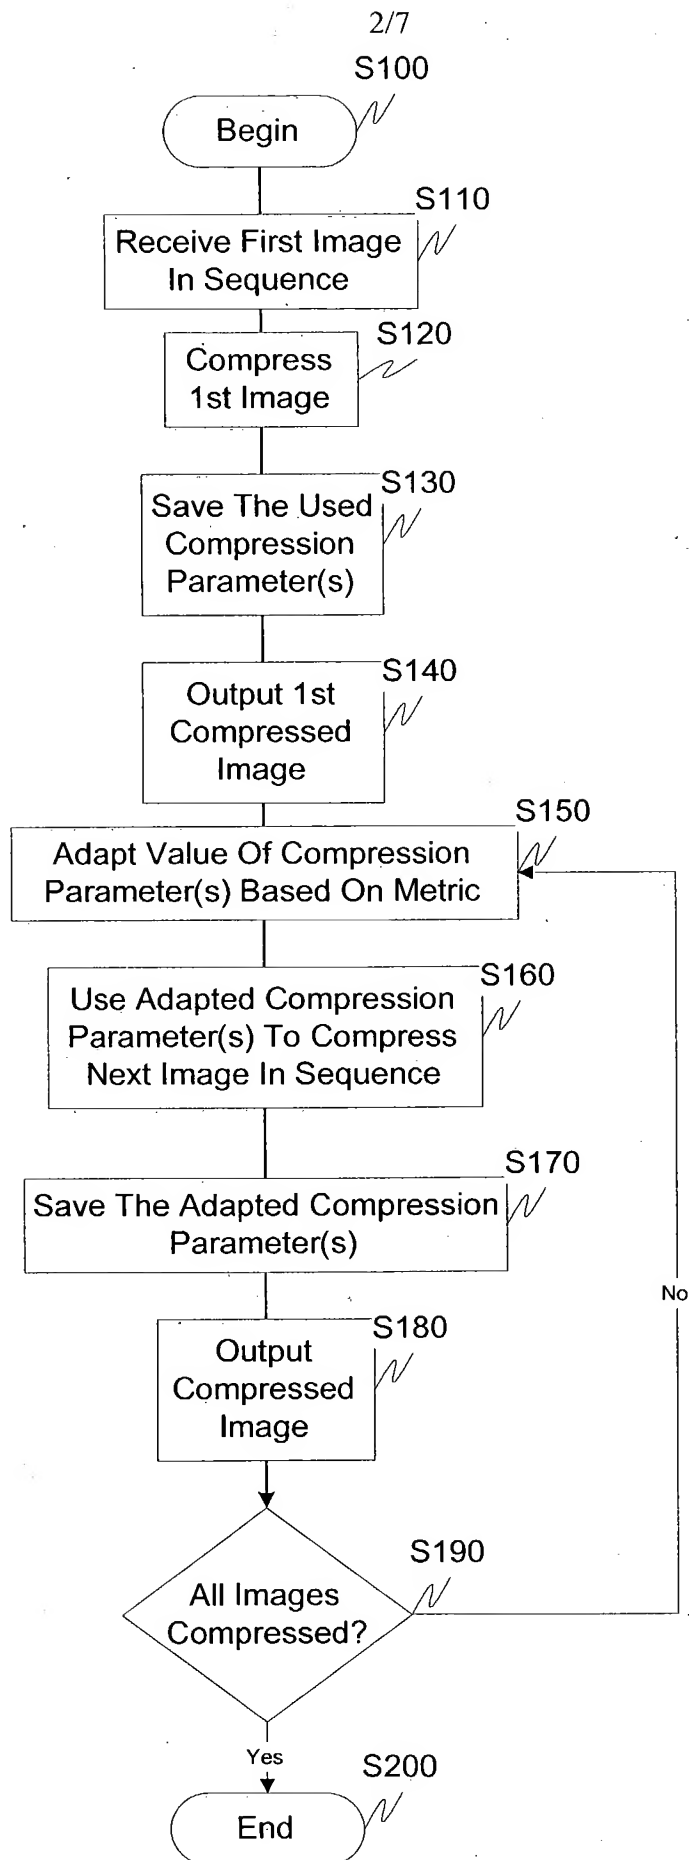 2/7
S100
Begin
S110
Receive First Image
In Sequence
S120
Compress
1st Image
S130
Save The Used
Compression
Parameter(s)
S140
Output 1st
Compressed
Image
S150
Adapt Value Of Compression
Parameter(s) Based On Metric
S160
Use Adapted Compression
Parameter(s) To Compress
Next Image In Sequence
S170
Save The Adapted Compression
Parameter(s)
No
S180
Output
Compressed
Image
S190
All Images
Compressed?
Yes
S200
End